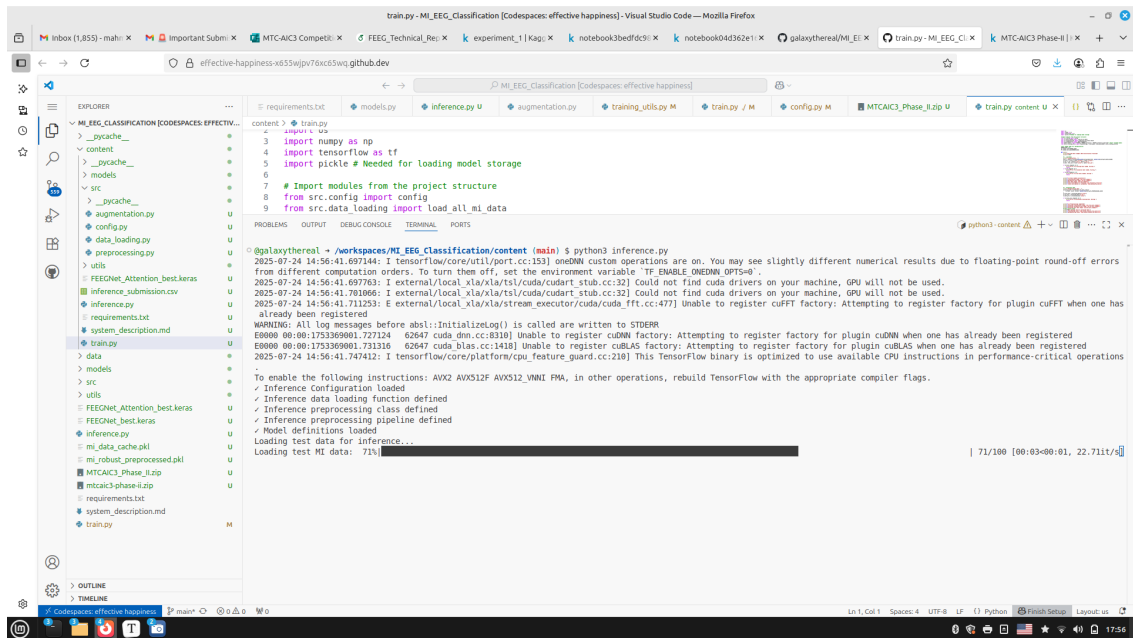 train.py - MI_EEG_Classification [Codespaces: effective happiness] - Visual Studio Code — Mozilla Firefox
Inbox (1,855) - mahm
Important Submi
MTC-AIC3 Competiti
FEEG_Technical_Rep
experiment_1 | Kagg
notebook3bedfdc98
notebook04d362e1c
galaxythereal/MI_EE
train.py - MI_EEG_Cl
MTC-AIC3 Phase-II |
effective-happiness-x655wjpv76xc65wq.github.dev
MI_EEG_Classification [Codespaces: effective happiness]
EXPLORER
requirements.txt
models.py
inference.py U
augmentation.py
training_utils.py M
train.py / M
config.py M
MTCAIC3_Phase_II.zip U
train.py content U
MI_EEG_CLASSIFICATION [CODESPACES: EFFECTIV...
__pycache__
content
__pycache__
models
src
__pycache__
augmentation.py U
config.py U
data_loading.py U
preprocessing.py U
utils
FEEGNet_Attention_best.keras U
inference_submission.csv U
inference.py U
requirements.txt U
system_description.md U
train.py U
data
models
src
utils
FEEGNet_Attention_best.keras U
FEEGNet_best.keras U
inference.py U
mi_data_cache.pkl U
mi_robust_preprocessed.pkl U
MTCAIC3_Phase_II.zip U
mtcaic3-phase-ii.zip U
requirements.txt
system_description.md
train.py M
OUTLINE
TIMELINE
content > train.py
2 import os
3 import numpy as np
4 import tensorflow as tf
5 import pickle # Needed for loading model storage
6
7 # Import modules from the project structure
8 from src.config import config
9 from src.data_loading import load_all_mi_data
PROBLEMS OUTPUT DEBUG CONSOLE TERMINAL PORTS
python3 - content
@galaxythereal → /workspaces/MI_EEG_Classification/content (main) $ python3 inference.py
2025-07-24 14:56:41.697144: I tensorflow/core/util/port.cc:153] oneDNN custom operations are on. You may see slightly different numerical results due to floating-point round-off errors
from different computation orders. To turn them off, set the environment variable `TF_ENABLE_ONEDNN_OPTS=0`.
2025-07-24 14:56:41.697763: I external/local_xla/xla/tsl/cuda/cudart_stub.cc:32] Could not find cuda drivers on your machine, GPU will not be used.
2025-07-24 14:56:41.701066: I external/local_xla/xla/tsl/cuda/cudart_stub.cc:32] Could not find cuda drivers on your machine, GPU will not be used.
2025-07-24 14:56:41.711253: E external/local_xla/xla/stream_executor/cuda/cuda_fft.cc:477] Unable to register cuFFT factory: Attempting to register factory for plugin cuFFT when one has
already been registered
WARNING: All log messages before absl::InitializeLog() is called are written to STDERR
E0000 00:00:1753369001.727124 62647 cuda_dnn.cc:8310] Unable to register cuDNN factory: Attempting to register factory for plugin cuDNN when one has already been registered
E0000 00:00:1753369001.731316 62647 cuda_blas.cc:1418] Unable to register cuBLAS factory: Attempting to register factory for plugin cuBLAS when one has already been registered
2025-07-24 14:56:41.747412: I tensorflow/core/platform/cpu_feature_guard.cc:210] This TensorFlow binary is optimized to use available CPU instructions in performance-critical operations
.
To enable the following instructions: AVX2 AVX512F AVX512_VNNI FMA, in other operations, rebuild TensorFlow with the appropriate compiler flags.
✓ Inference Configuration loaded
✓ Inference data loading function defined
✓ Inference preprocessing class defined
✓ Inference preprocessing pipeline defined
✓ Model definitions loaded
Loading test data for inference...
Loading test MI data: 71%| | 71/100 [00:03<00:01, 22.71it/s]
Codespaces: effective happiness main* 0 0 0
Ln 1, Col 1 Spaces: 4 UTF-8 LF Python Finish Setup Layout: us
17:56